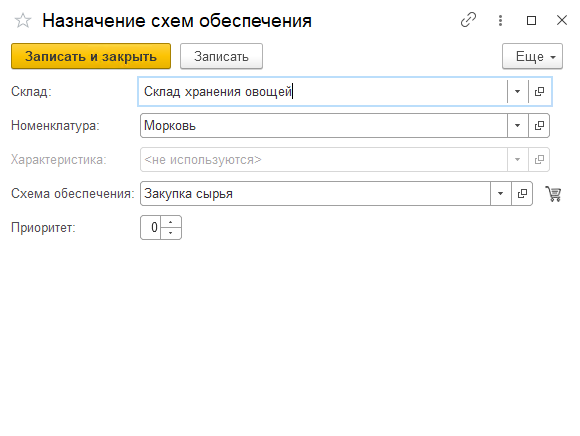 Назначение схем обеспечения
Записать и закрыть Записать Еще
Склад: Склад хранения овощей
Номенклатура: Морковь
Характеристика: <не используются>
Схема обеспечения: Закупка сырья
Приоритет: 0